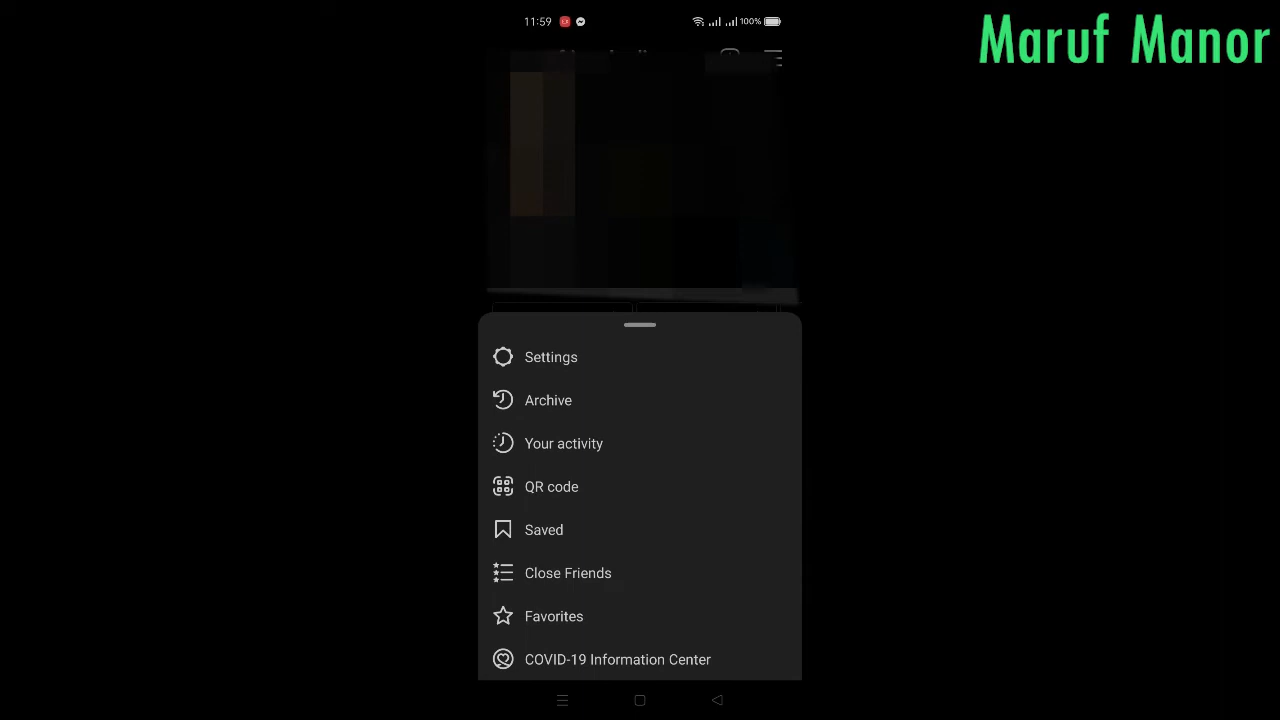 11:59
100%
Maruf Manor
Settings
Archive
Your activity
QR code
Saved
Close Friends
Favorites
COVID-19 Information Center